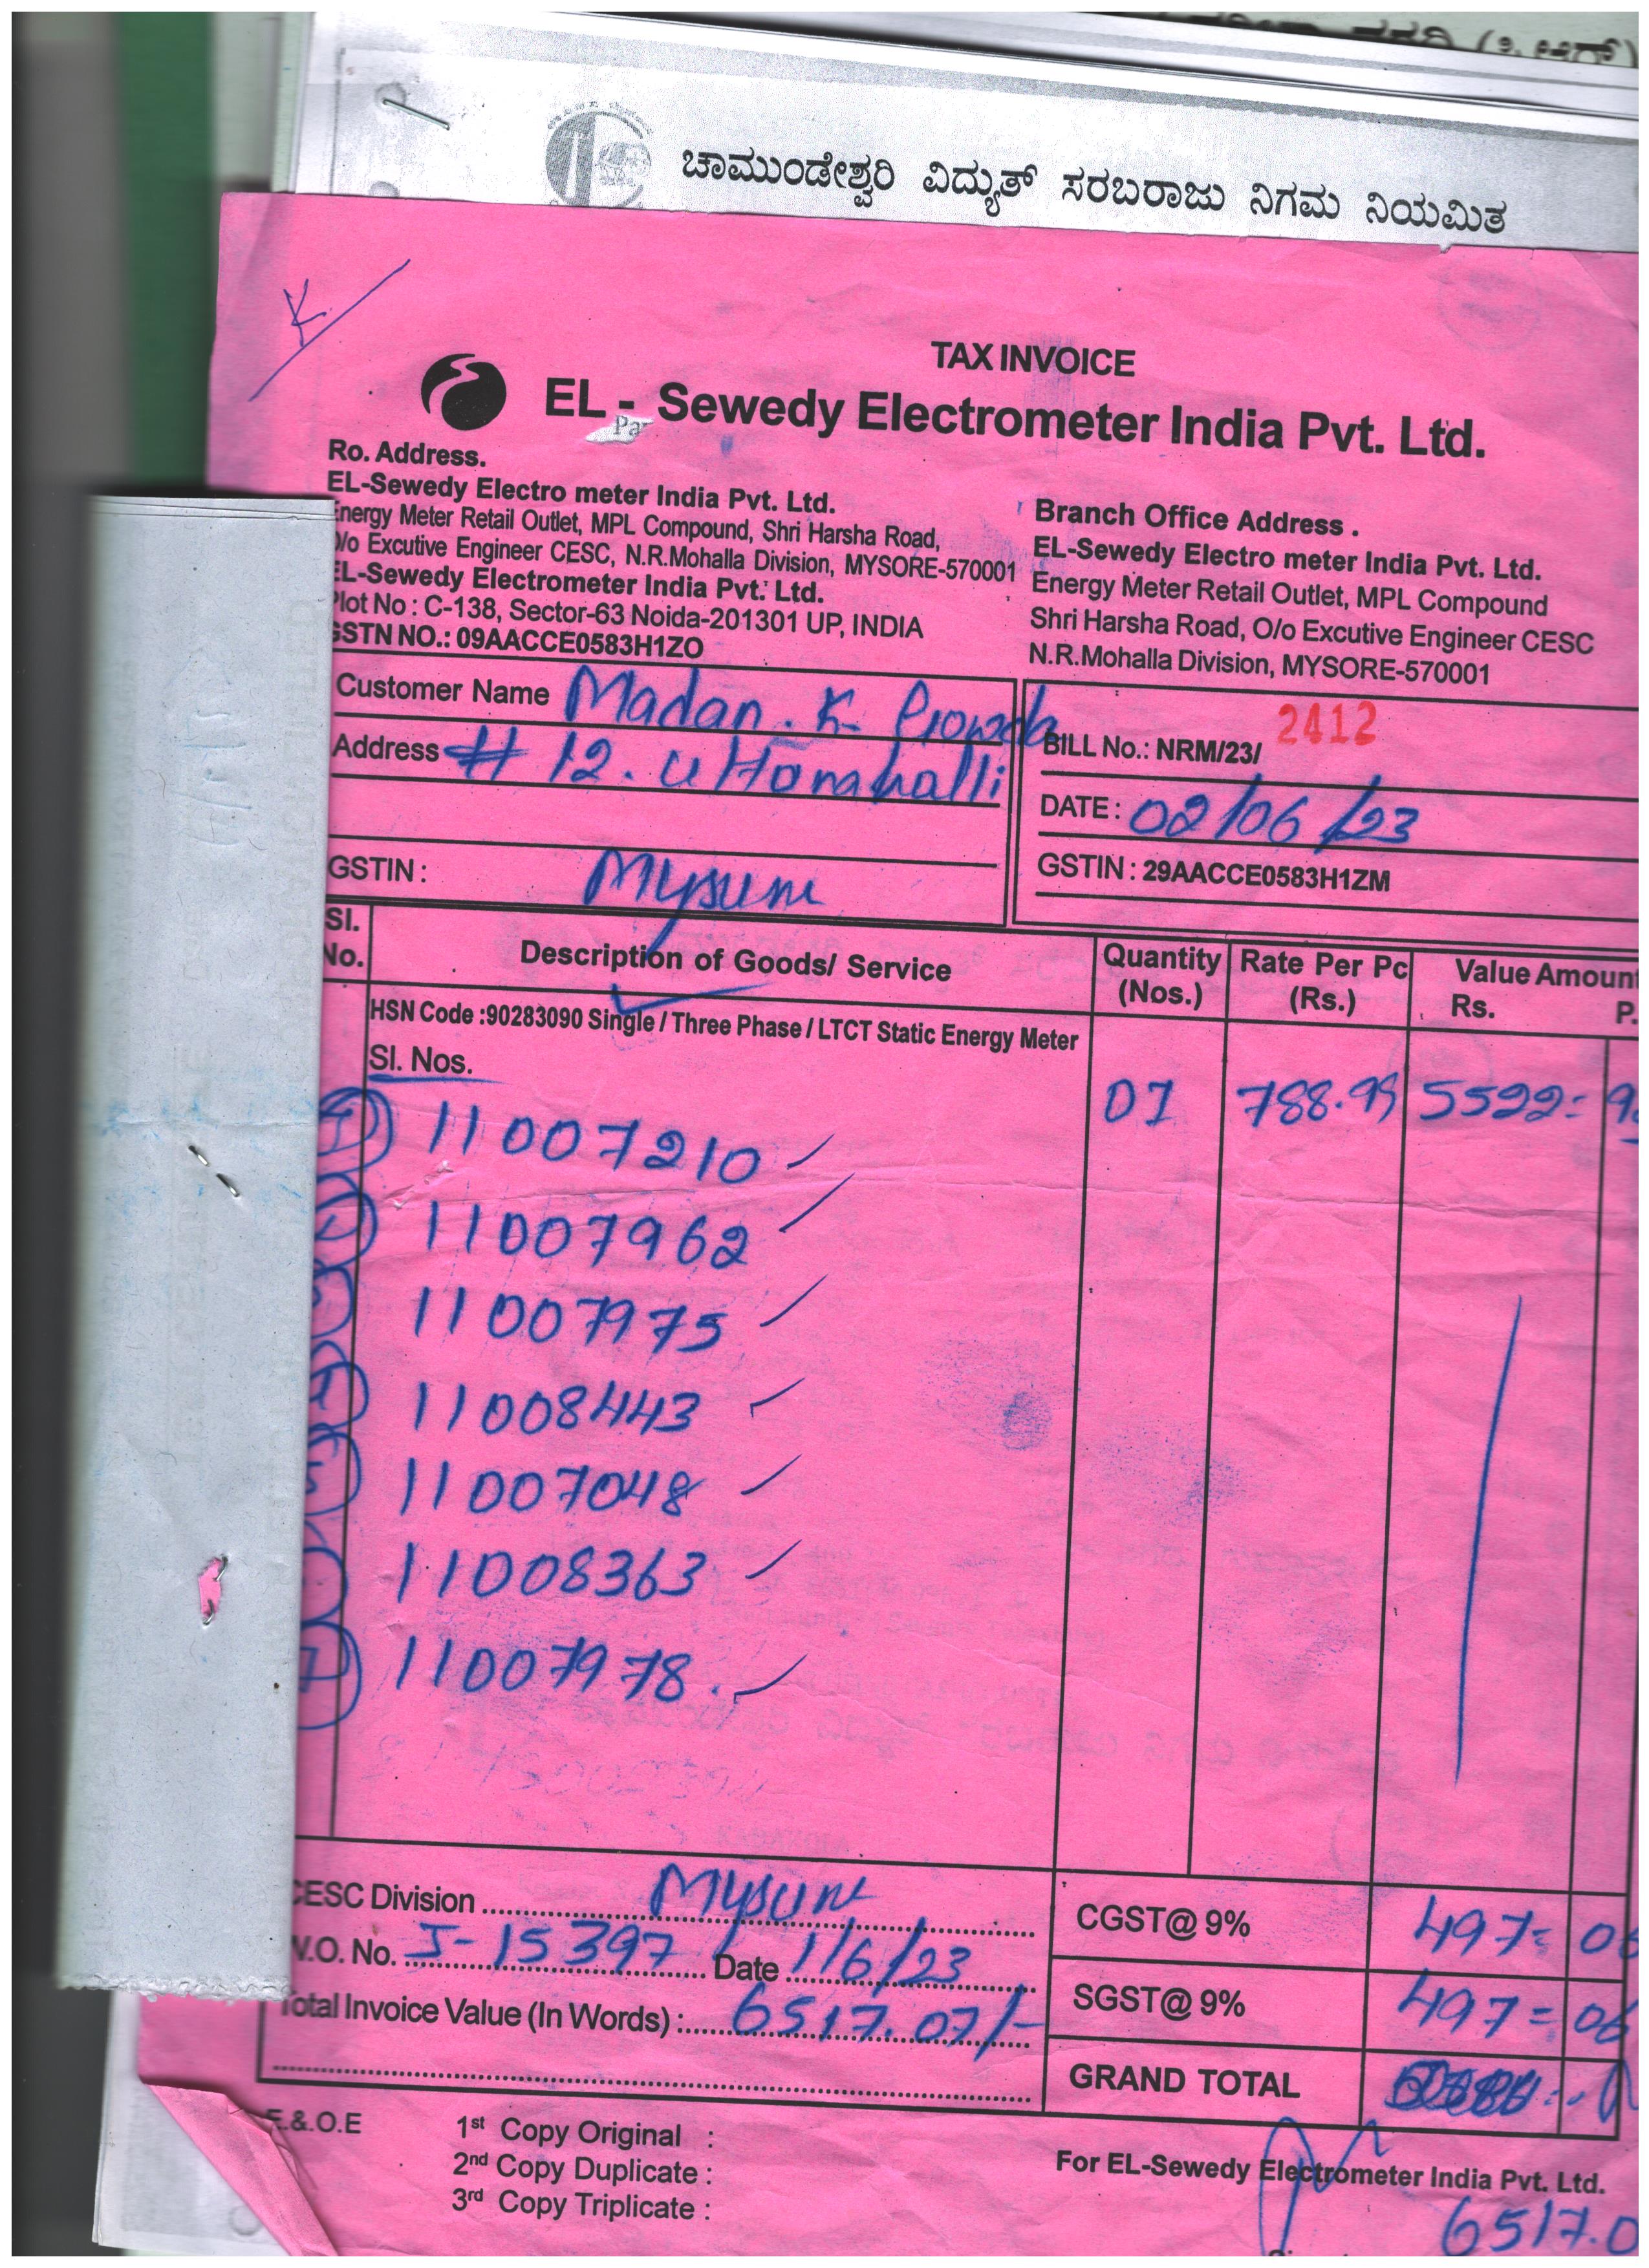 ಚಾಮುಂಡೇಶ್ವರಿ ವಿದ್ಯುತ್ ಸರಬರಾಜು ನಿಗಮ ನಿಯಮಿತ
K
TAX INVOICE
EL - Sewedy Electrometer India Pvt. Ltd.
Ro. Address.
EL-Sewedy Electro meter India Pvt. Ltd.
Energy Meter Retail Outlet, MPL Compound, Shri Harsha Road,
O/o Excutive Engineer CESC, N.R.Mohalla Division, MYSORE-570001
EL-Sewedy Electrometer India Pvt. Ltd.
Plot No : C-138, Sector-63 Noida-201301 UP, INDIA
GSTN NO.: 09AACCE0583H1ZO
Branch Office Address .
EL-Sewedy Electro meter India Pvt. Ltd.
Energy Meter Retail Outlet, MPL Compound
Shri Harsha Road, O/o Excutive Engineer CESC
N.R.Mohalla Division, MYSORE-570001
Customer Name Madan. K
Address # 12.
GSTIN :
BILL No.: NRM/23/ 2412
DATE : 02/06/23
GSTIN : 29AACCE0583H1ZM
Sl. No. Description of Goods/ Service Quantity (Nos.) Rate Per Pc (Rs.) Value Amount Rs. P.
HSN Code :90283090 Single / Three Phase / LTCT Static Energy Meter
Sl. Nos.
11007210 07 788.99 5522=
11007962
11007975
11008443
11007048
11008363
7 11007978.
CESC Division
W.O. No. J-15397 Date 1/6/23
Total Invoice Value (In Words) : 6517.07/-
CGST@ 9% 497= 06
SGST@ 9% 497= 06
GRAND TOTAL
E.& O.E
1st Copy Original :
2nd Copy Duplicate :
3rd Copy Triplicate :
For EL-Sewedy Electrometer India Pvt. Ltd.
6517.0